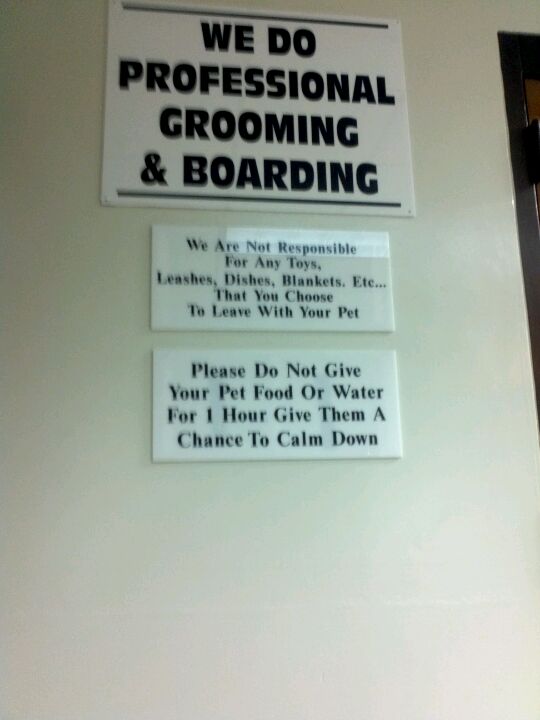 WE DO
PROFESSIONAL
GROOMING
& BOARDING
We Are Not Responsible
For Any Toys,
Leashes, Dishes, Blankets. Etc...
That You Choose
To Leave With Your Pet
Please Do Not Give
Your Pet Food Or Water
For 1 Hour Give Them A
Chance To Calm Down